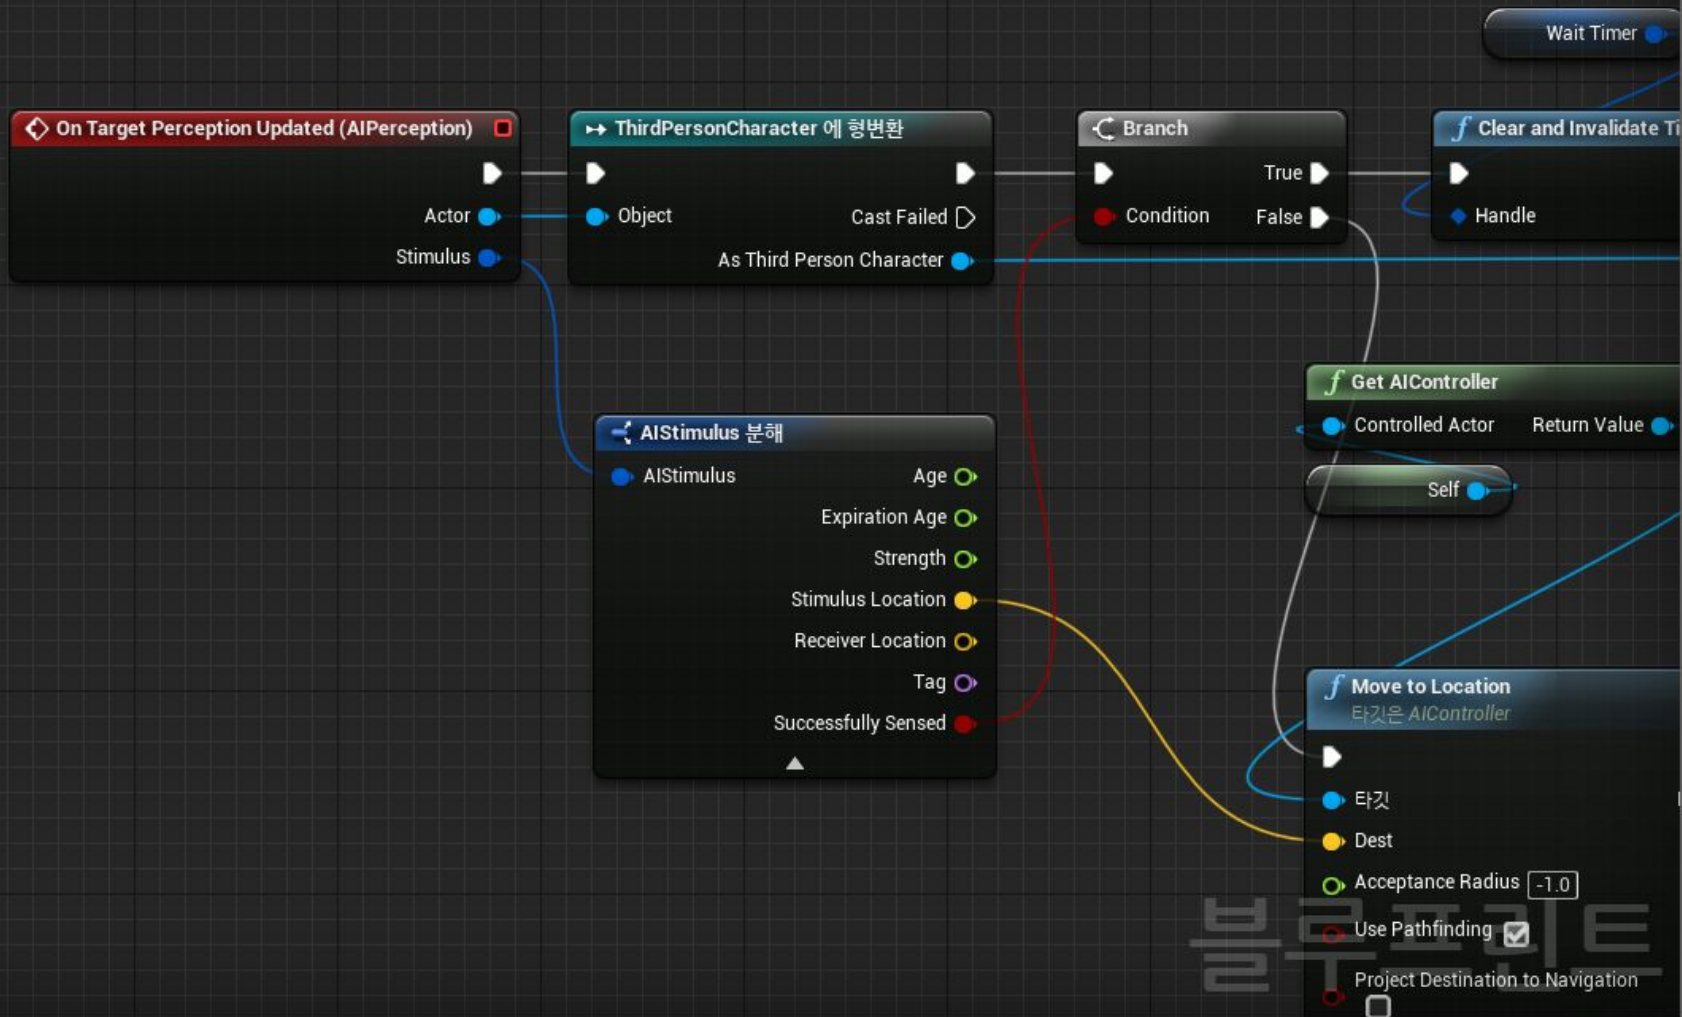 Wait Timer
On Target Perception Updated (AIPerception)
Actor
Stimulus
ThirdPersonCharacter 에 형변환
Object
Cast Failed
As Third Person Character
Branch
True
Condition
False
Clear and Invalidate Ti
Handle
Get AIController
Controlled Actor
Return Value
Self
AIStimulus 분해
AIStimulus
Age
Expiration Age
Strength
Stimulus Location
Receiver Location
Tag
Successfully Sensed
Move to Location
타깃은 AIController
타깃
Dest
Acceptance Radius -1.0
Use Pathfinding
Project Destination to Navigation
블루프린트